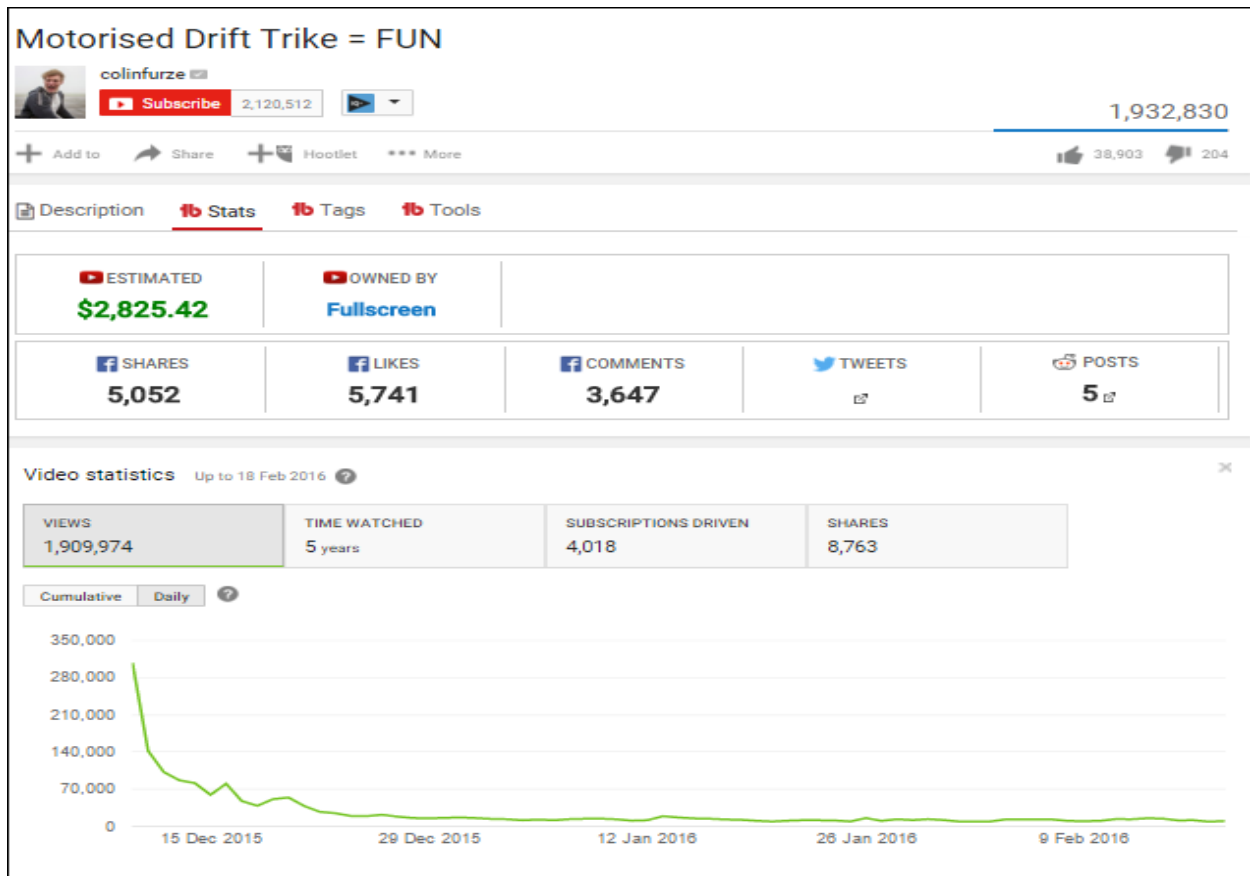 Motorised Drift Trike = FUN
colinfurze
Subscribe 2,120,512
1,932,830
Add to Share Hootlet More 38,903 204
Description Stats Tags Tools
ESTIMATED OWNED BY
$2,825.42 Fullscreen
SHARES LIKES COMMENTS TWEETS POSTS
5,052 5,741 3,647 5
Video statistics Up to 18 Feb 2016
VIEWS TIME WATCHED SUBSCRIPTIONS DRIVEN SHARES
1,909,974 5 years 4,018 8,763
Cumulative Daily
350,000
280,000
210,000
140,000
70,000
0
15 Dec 2015 29 Dec 2015 12 Jan 2016 26 Jan 2016 9 Feb 2016